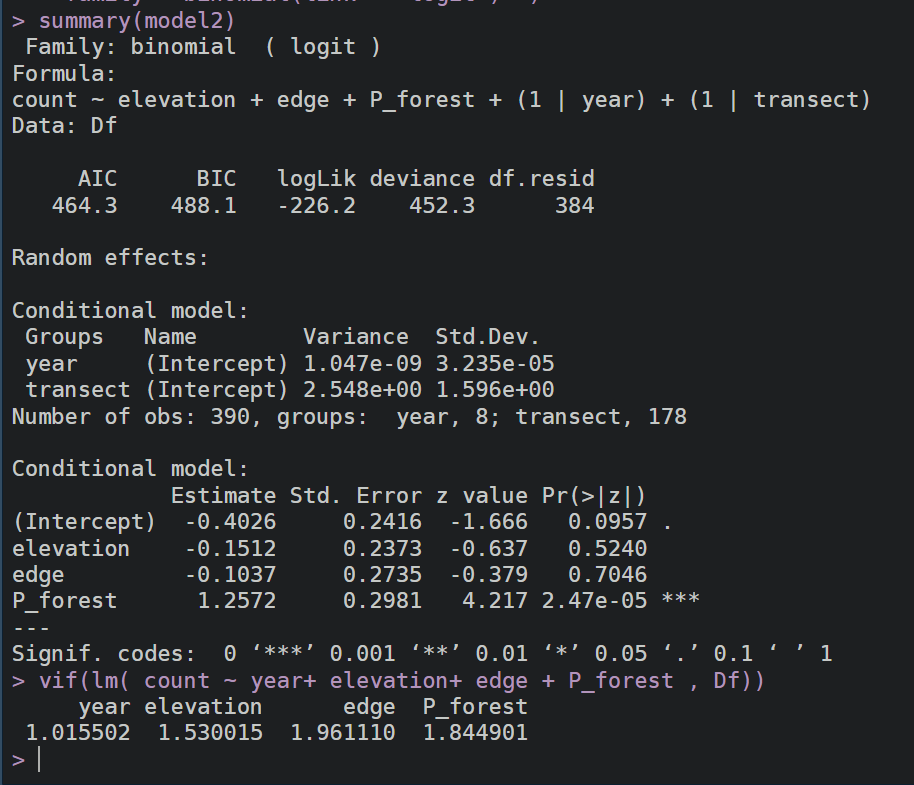 > summary(model2)
 Family: binomial  ( logit )
Formula:
count ~ elevation + edge + P_forest + (1 | year) + (1 | transect)
Data: Df

     AIC      BIC   logLik deviance df.resid
   464.3    488.1   -226.2    452.3      384

Random effects:

Conditional model:
 Groups   Name        Variance  Std.Dev.
 year     (Intercept) 1.047e-09 3.235e-05
 transect (Intercept) 2.548e+00 1.596e+00
Number of obs: 390, groups:  year, 8; transect, 178

Conditional model:
            Estimate Std. Error z value Pr(>|z|)
(Intercept)  -0.4026     0.2416  -1.666   0.0957 .
elevation    -0.1512     0.2373  -0.637   0.5240
edge         -0.1037     0.2735  -0.379   0.7046
P_forest      1.2572     0.2981   4.217 2.47e-05 ***
---
Signif. codes:  0 ‘***’ 0.001 ‘**’ 0.01 ‘*’ 0.05 ‘.’ 0.1 ‘ ’ 1
> vif(lm( count ~ year+ elevation+ edge + P_forest , Df))
     year elevation      edge  P_forest
 1.015502  1.530015  1.961110  1.844901
>